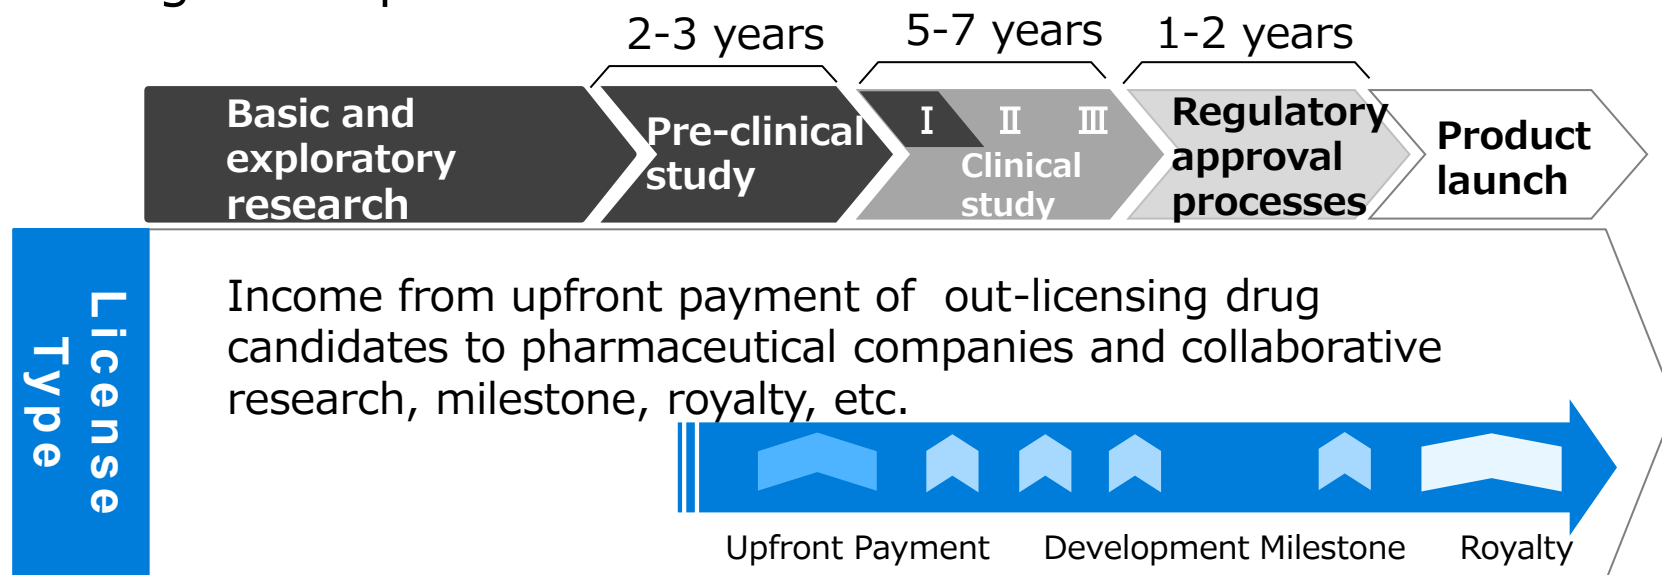 2-3 years
5-7 years
1-2 years
Basic and
exploratory
research
Pre-clinical
study
Ⅰ Ⅱ Ⅲ
Clinical
study
Regulatory
approval
processes
Product
launch
License
Type
Income from upfront payment of  out-licensing drug
candidates to pharmaceutical companies and collaborative
research, milestone, royalty, etc.
Upfront Payment
Development Milestone
Royalty